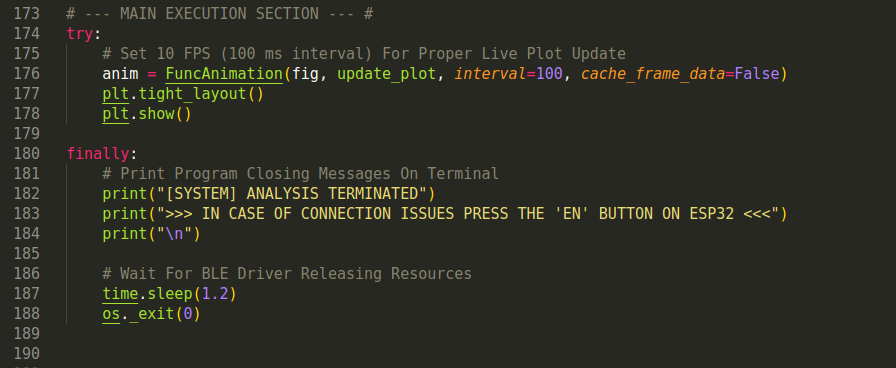 173 # --- MAIN EXECUTION SECTION --- #
174 try:
175     # Set 10 FPS (100 ms interval) For Proper Live Plot Update
176     anim = FuncAnimation(fig, update_plot, interval=100, cache_frame_data=False)
177     plt.tight_layout()
178     plt.show()
179
180 finally:
181     # Print Program Closing Messages On Terminal
182     print("[SYSTEM] ANALYSIS TERMINATED")
183     print(">>> IN CASE OF CONNECTION ISSUES PRESS THE 'EN' BUTTON ON ESP32 <<<")
184     print("\n")
185
186     # Wait For BLE Driver Releasing Resources
187     time.sleep(1.2)
188     os._exit(0)
189
190